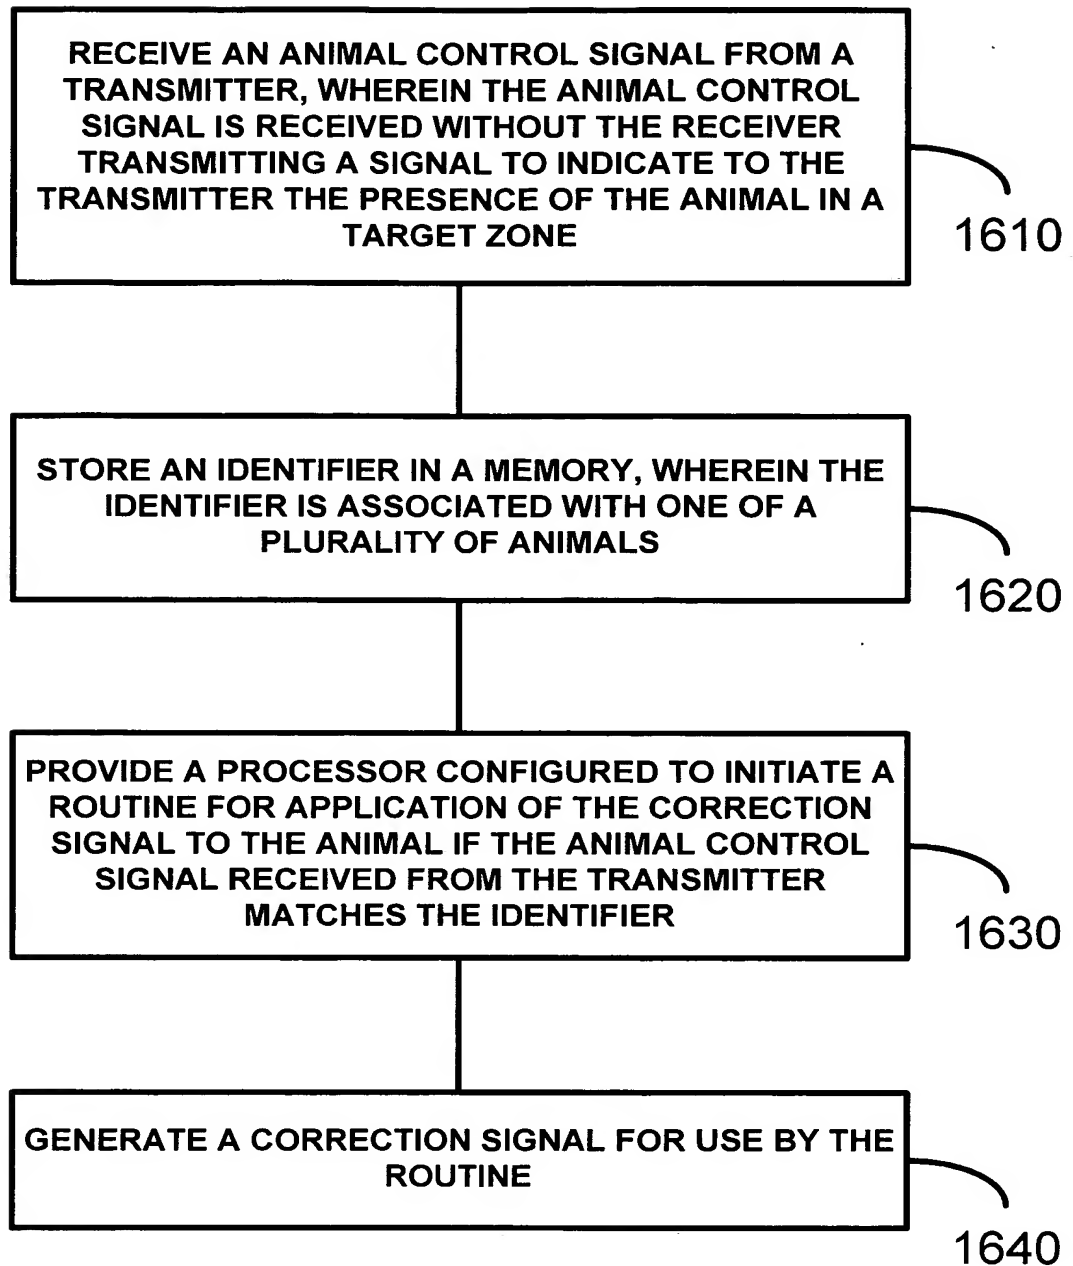 RECEIVE AN ANIMAL CONTROL SIGNAL FROM A
TRANSMITTER, WHEREIN THE ANIMAL CONTROL
SIGNAL IS RECEIVED WITHOUT THE RECEIVER
TRANSMITTING A SIGNAL TO INDICATE TO THE
TRANSMITTER THE PRESENCE OF THE ANIMAL IN A
TARGET ZONE
1610
STORE AN IDENTIFIER IN A MEMORY, WHEREIN THE
IDENTIFIER IS ASSOCIATED WITH ONE OF A
PLURALITY OF ANIMALS
1620
PROVIDE A PROCESSOR CONFIGURED TO INITIATE A
ROUTINE FOR APPLICATION OF THE CORRECTION
SIGNAL TO THE ANIMAL IF THE ANIMAL CONTROL
SIGNAL RECEIVED FROM THE TRANSMITTER
MATCHES THE IDENTIFIER
1630
GENERATE A CORRECTION SIGNAL FOR USE BY THE
ROUTINE
1640